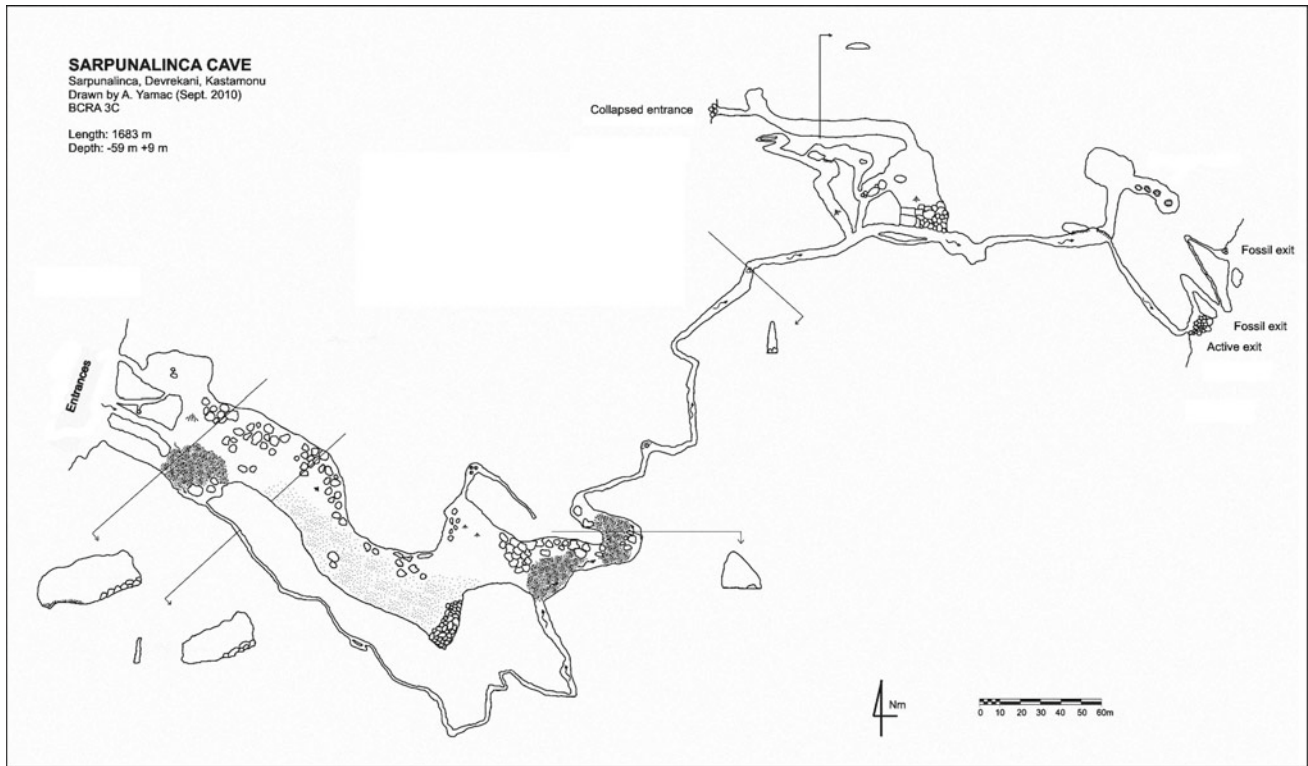 SARPUNALINCA CAVE
Sarpunalinca, Devrekani, Kastamonu
Drawn by A. Yamac (Sept. 2010)
BCRA 3C
Length: 1683 m
Depth: -59 m +9 m
Collapsed entrance
Fossil exit
Fossil exit
Active exit
Entrances
Nm
0 10 20 30 40 50 60m